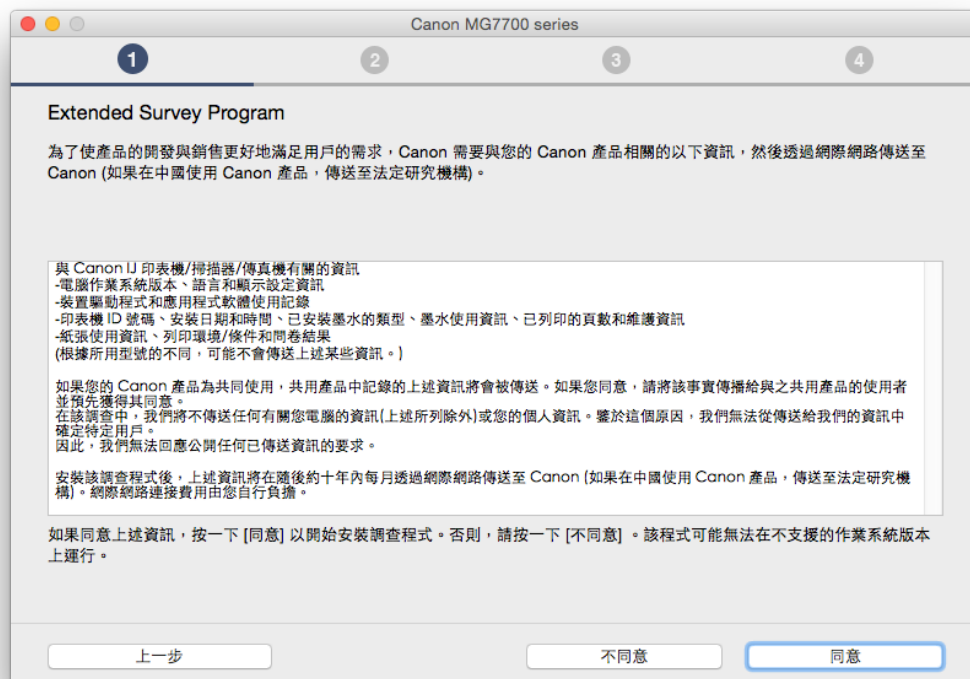 Canon MG7700 series
1
2
3
4
Extended Survey Program
為了使產品的開發與銷售更好地滿足用戶的需求，Canon 需要與您的 Canon 產品相關的以下資訊，然後透過網際網路傳送至
Canon (如果在中國使用 Canon 產品，傳送至法定研究機構)。
與 Canon IJ 印表機/掃描器/傳真機有關的資訊
-電腦作業系統版本、語言和顯示設定資訊
-裝置驅動程式和應用程式軟體使用記錄
-印表機 ID 號碼、安裝日期和時間、已安裝墨水的類型、墨水使用資訊、已列印的頁數和維護資訊
-紙張使用資訊、列印環境/條件和問卷結果
(根據所用型號的不同，可能不會傳送上述某些資訊。)
如果您的 Canon 產品為共同使用，共用產品中記錄的上述資訊將會被傳送。如果您同意，請將該事實傳播給與之共用產品的使用者
並預先獲得其同意。
在該調查中，我們將不傳送任何有關您電腦的資訊(上述所列除外)或您的個人資訊。鑒於這個原因，我們無法從傳送給我們的資訊中
確定特定用戶。
因此，我們無法回應公開任何已傳送資訊的要求。
安裝該調查程式後，上述資訊將在隨後約十年內每月透過網際網路傳送至 Canon (如果在中國使用 Canon 產品，傳送至法定研究機
構)。網際網路連接費用由您自行負擔。
如果同意上述資訊，按一下 [同意] 以開始安裝調查程式。否則，請按一下 [不同意] 。該程式可能無法在不支援的作業系統版本
上運行。
上一步
不同意
同意